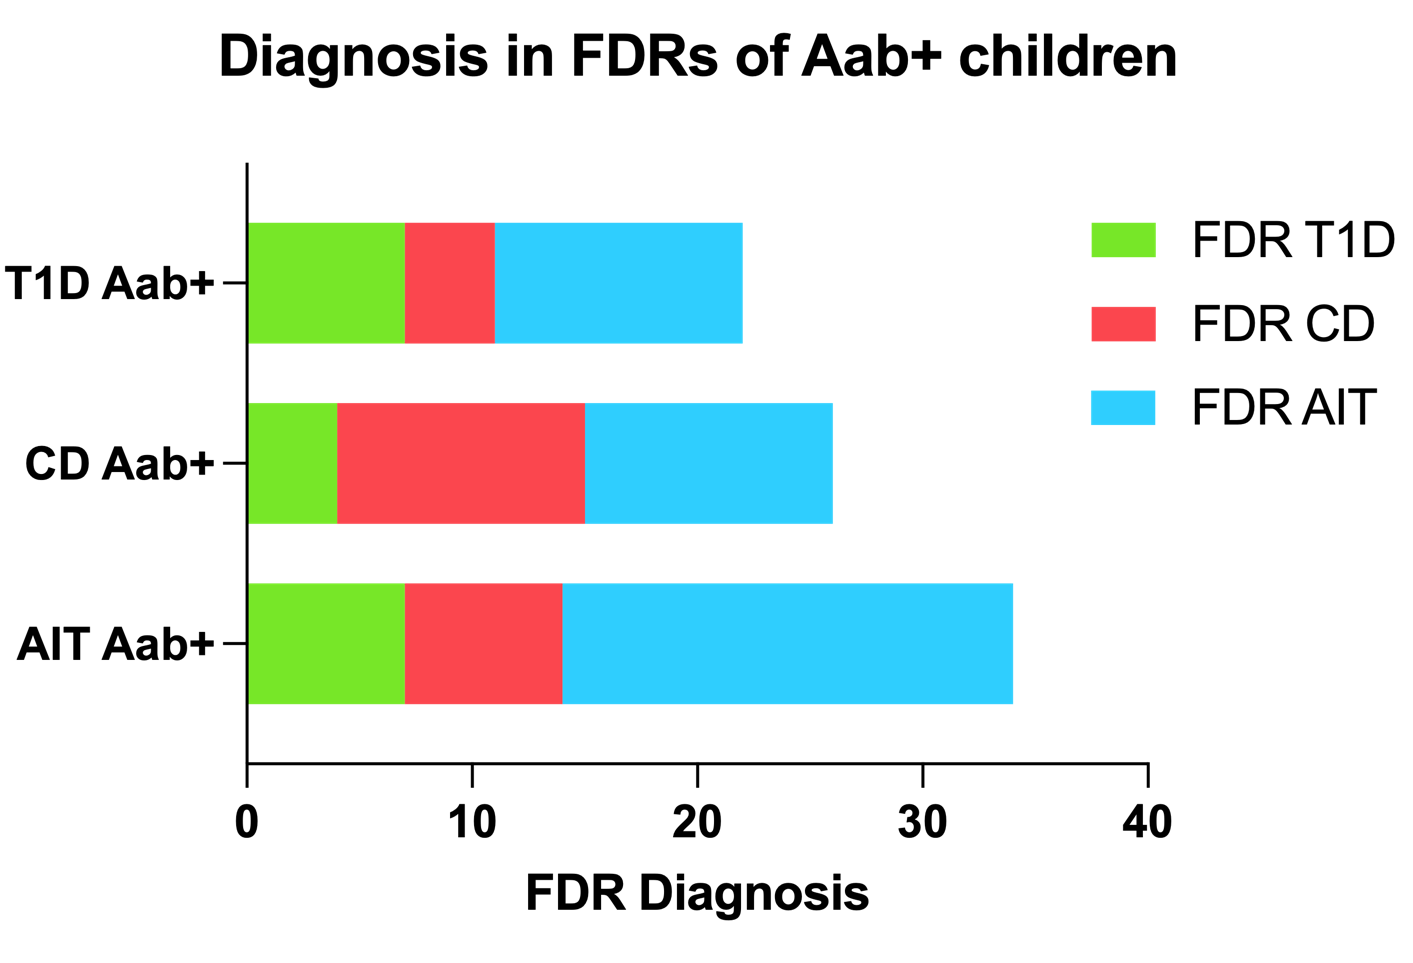 Diagnosis in FDRs of Aab+ children
T1D Aab+
CD Aab+
AIT Aab+
FDR T1D
FDR CD
FDR AIT
0 10 20 30 40
FDR Diagnosis